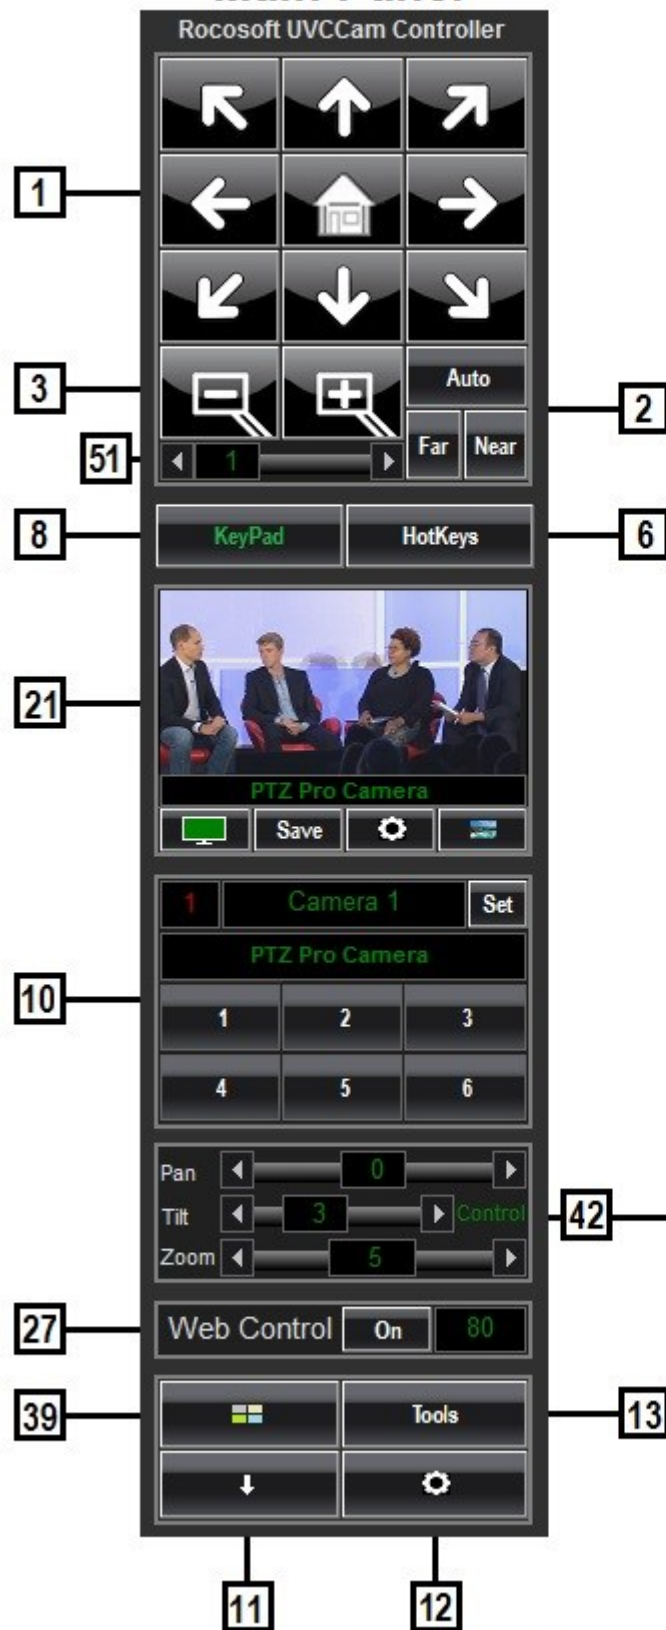 Rocosoft UVCCam Controller
1
3
Auto
2
51
1
Far
Near
8
KeyPad
HotKeys
6
21
PTZ Pro Camera
Save
1
Camera 1
Set
PTZ Pro Camera
10
1
2
3
4
5
6
Pan
0
Tilt
3
Control
42
Zoom
5
27
Web Control
On
80
39
Tools
13
11
12